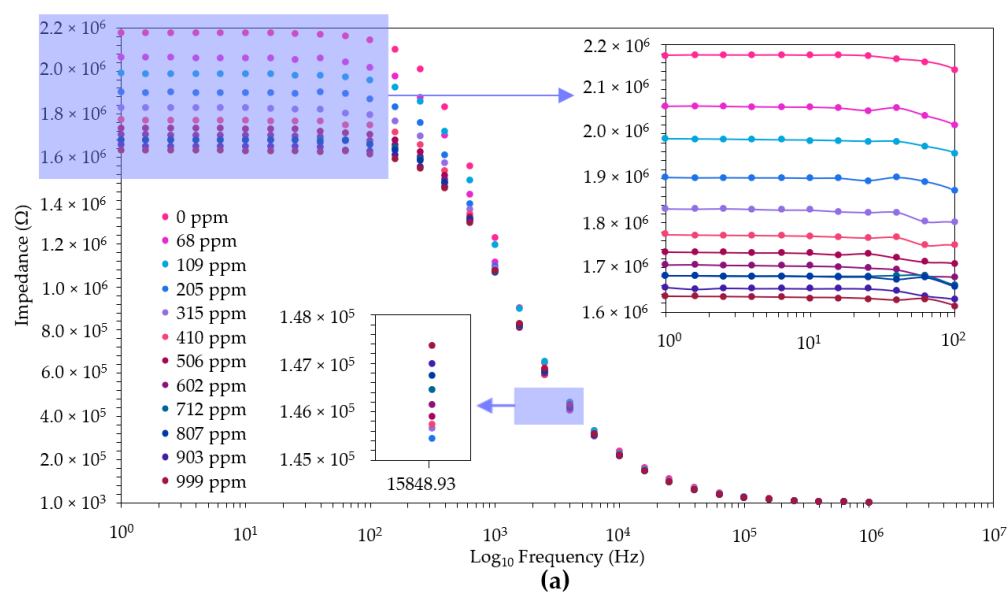 (a)
2.2 × 10⁶
2.0 × 10⁶
1.8 × 10⁶
1.6 × 10⁶
1.4 × 10⁶
1.2 × 10⁶
1.0 × 10⁶
8.0 × 10⁵
6.0 × 10⁵
4.0 × 10⁵
2.0 × 10⁵
1.0 × 10³
Impedance (Ω)
0 ppm
68 ppm
109 ppm
205 ppm
315 ppm
410 ppm
506 ppm
602 ppm
712 ppm
807 ppm
903 ppm
999 ppm
1.48 × 10⁵
1.47 × 10⁵
1.46 × 10⁵
1.45 × 10⁵
15848.93
2.2 × 10⁶
2.1 × 10⁶
2.0 × 10⁶
1.9 × 10⁶
1.8 × 10⁶
1.7 × 10⁶
1.6 × 10⁶
10⁰ 10¹ 10²
10⁰ 10¹ 10² 10³ 10⁴ 10⁵ 10⁶ 10⁷
Log₁₀ Frequency (Hz)
(a)